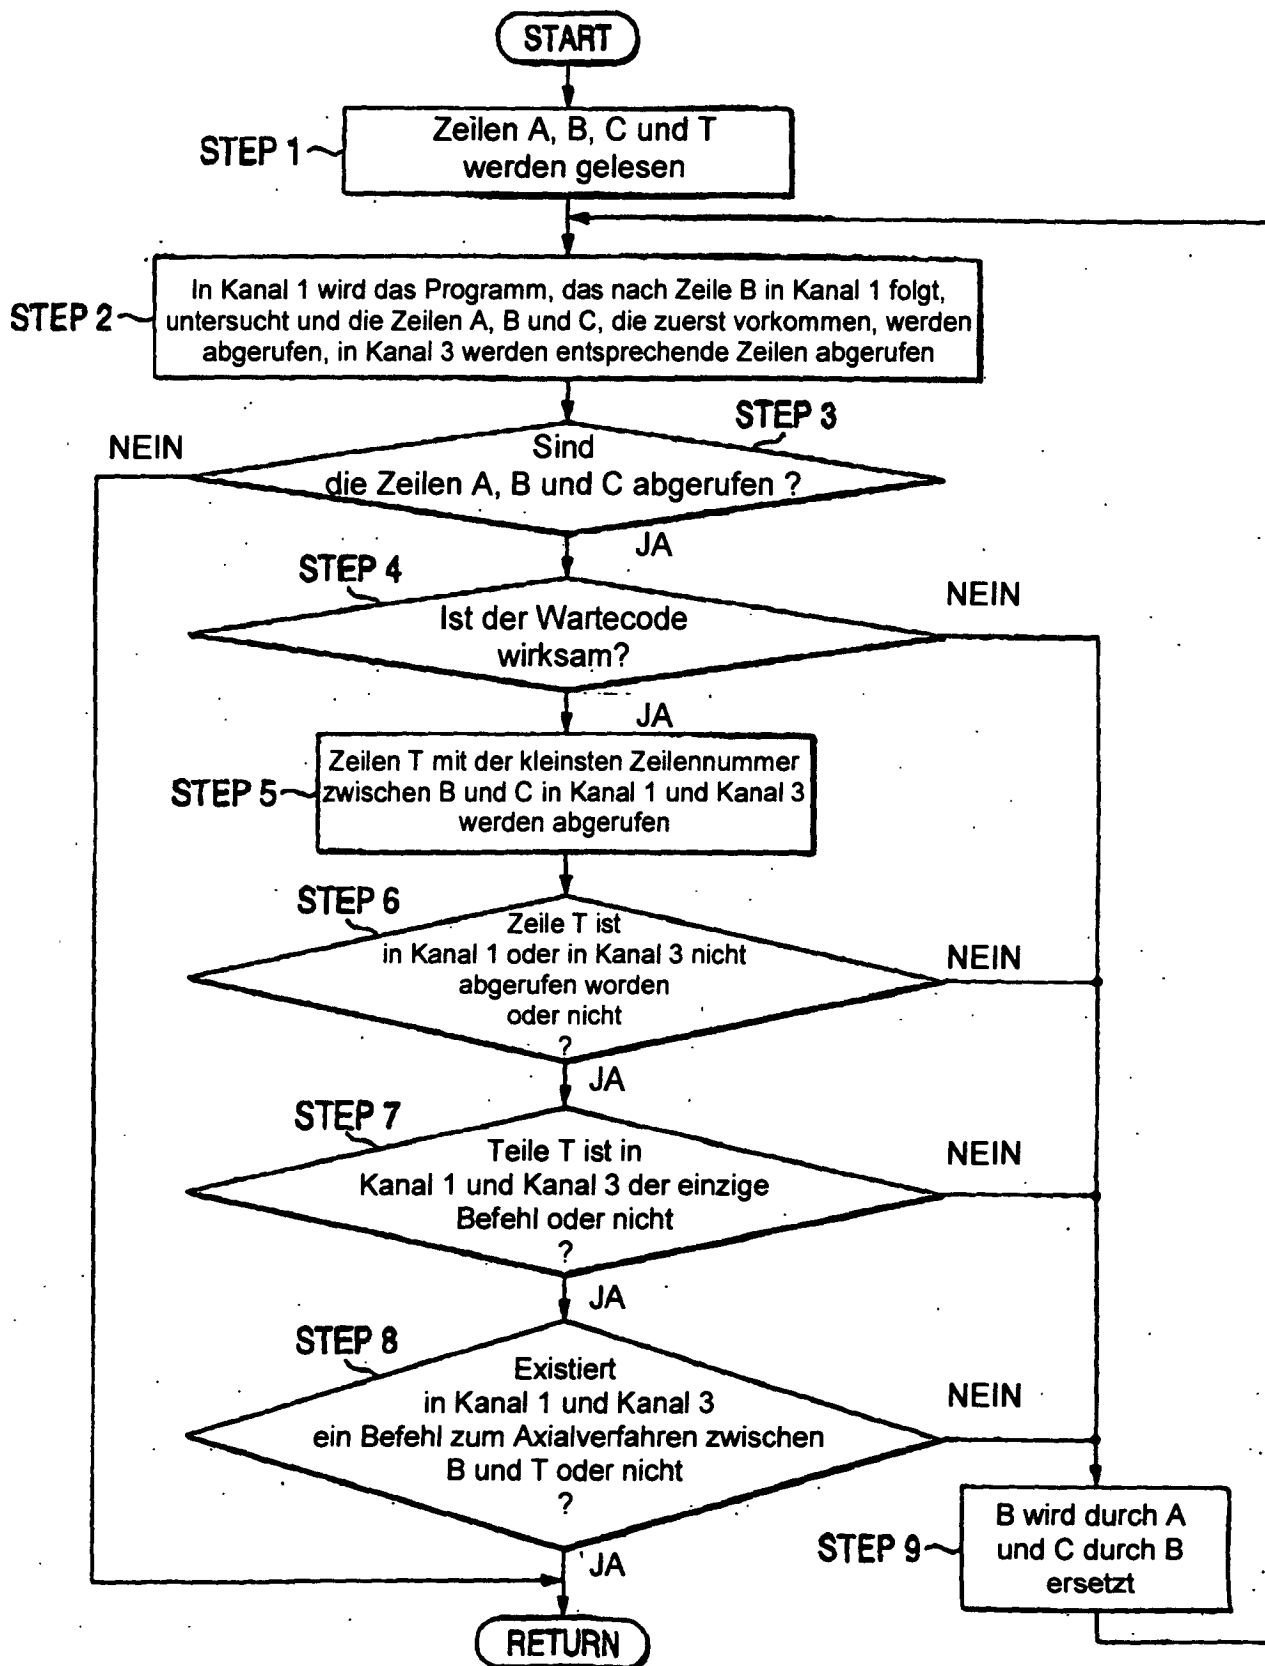 START
STEP 1
Zeilen A, B, C und T
werden gelesen
STEP 2
In Kanal 1 wird das Programm, das nach Zeile B in Kanal 1 folgt,
untersucht und die Zeilen A, B und C, die zuerst vorkommen, werden
abgerufen, in Kanal 3 werden entsprechende Zeilen abgerufen
STEP 3
NEIN
Sind
die Zeilen A, B und C abgerufen ?
JA
STEP 4
NEIN
Ist der Wartecode
wirksam?
JA
STEP 5
Zeilen T mit der kleinsten Zeilennummer
zwischen B und C in Kanal 1 und Kanal 3
werden abgerufen
STEP 6
NEIN
Zeile T ist
in Kanal 1 oder in Kanal 3 nicht
abgerufen worden
oder nicht
?
JA
STEP 7
NEIN
Teile T ist in
Kanal 1 und Kanal 3 der einzige
Befehl oder nicht
?
JA
STEP 8
NEIN
Existiert
in Kanal 1 und Kanal 3
ein Befehl zum Axialverfahren zwischen
B und T oder nicht
?
JA
STEP 9
B wird durch A
und C durch B
ersetzt
RETURN